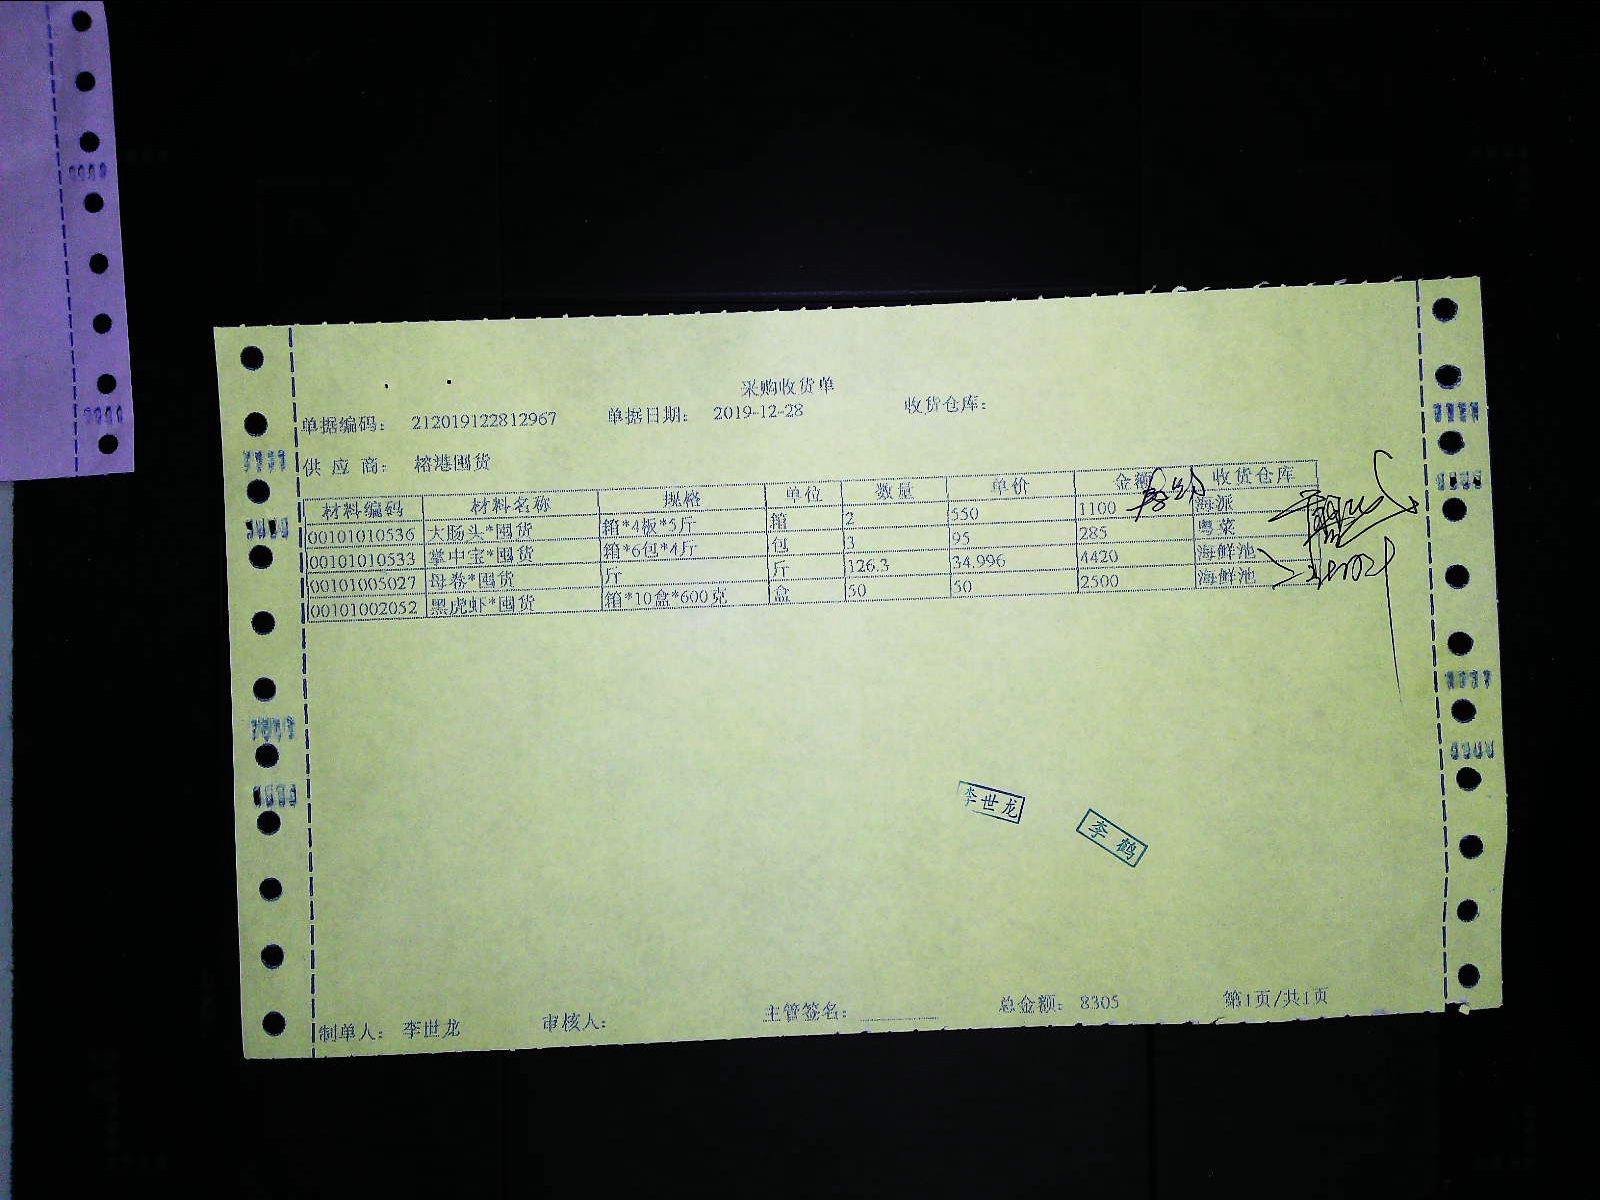 采购收货单
单据编码： 212019122812967 单据日期： 2019-12-28 收货仓库：
供 应 商： 榕港囤货
材料编码 材料名称 规格 单位 数量 单价 金额 收货仓库
00101010536 大肠头*囤货 箱*4板*5斤 箱 2 550 1100 海派
00101010533 掌中宝*囤货 箱*6包*4斤 包 3 95 285 粤菜
00101005027 母卷*囤货 斤 斤 126.3 34.996 4420 海鲜池
00101002052 黑虎虾*囤货 箱*10盒*600克 盒 50 50 2500 海鲜池
李世龙
李鹤
制单人： 李世龙 审核人： 主管签名： 总金额： 8305 第1页/共1页